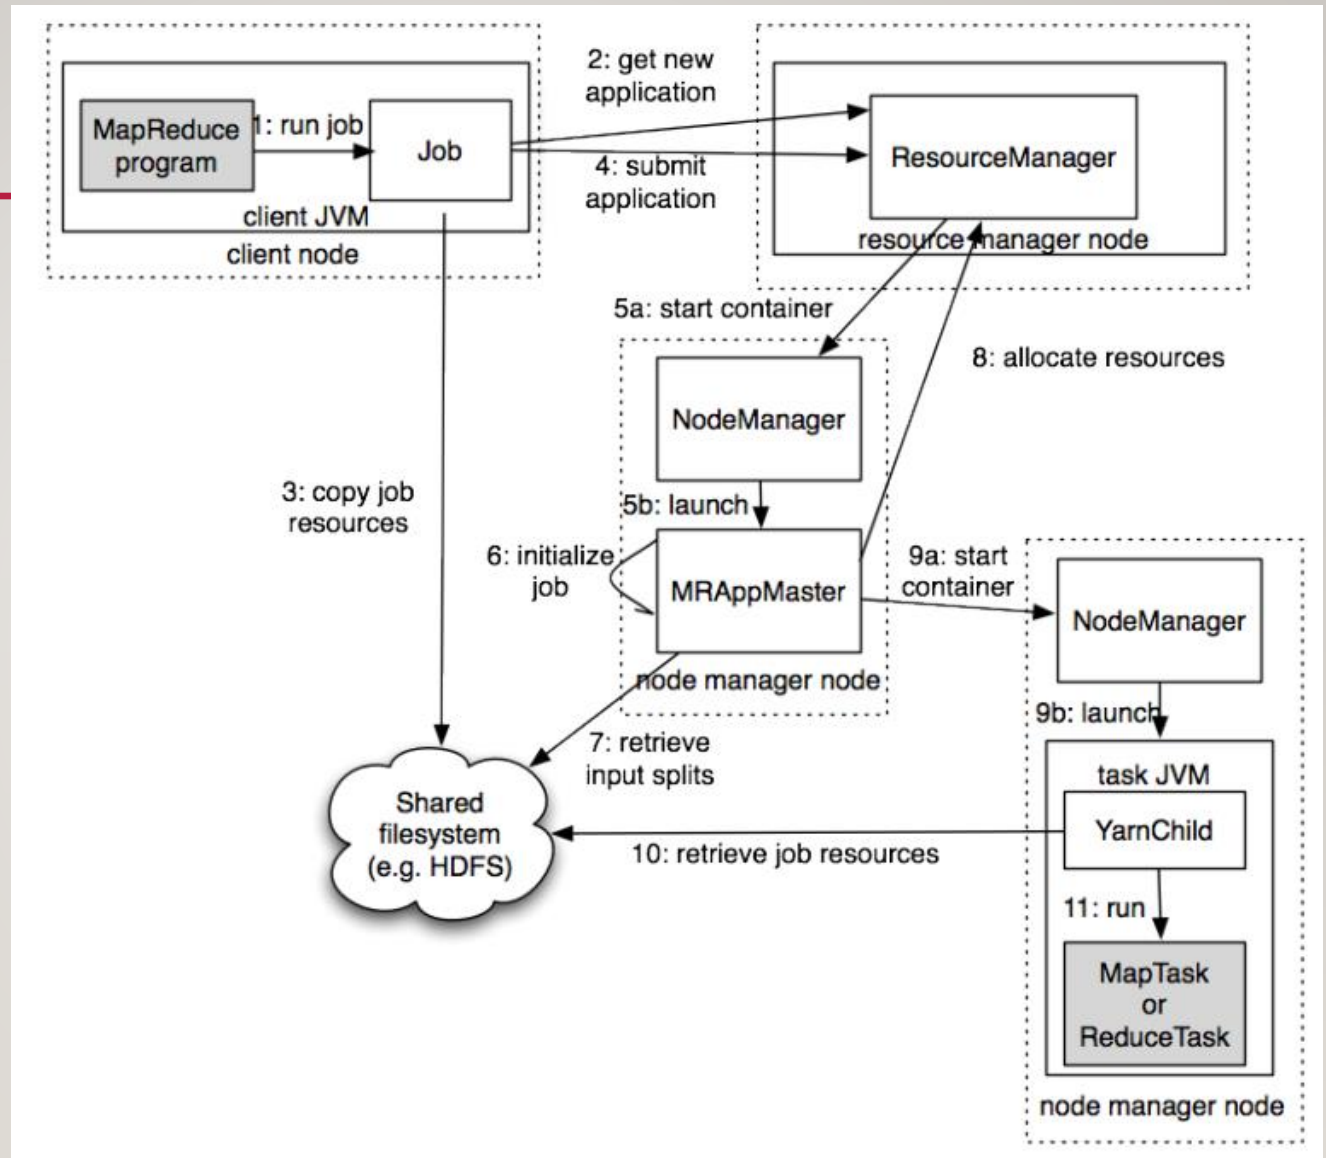 MapReduce
program
1: run job
Job
client JVM
client node
2: get new
application
4: submit
application
ResourceManager
resource manager node
5a: start container
8: allocate resources
NodeManager
3: copy job
resources
5b: launch
6: initialize
job
MRAppMaster
9a: start
container
NodeManager
node manager node
9b: launch
7: retrieve
input splits
task JVM
Shared
filesystem
(e.g. HDFS)
YarnChild
10: retrieve job resources
11: run
MapTask
or
ReduceTask
node manager node